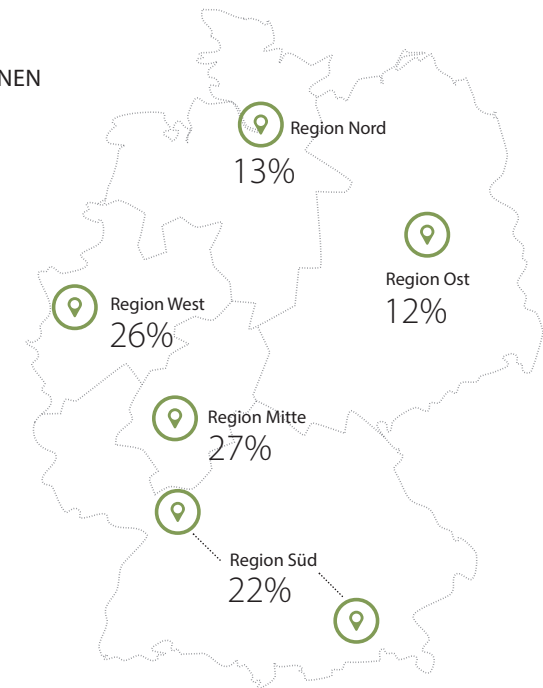 NEN
Region Nord
13%
Region Ost
12%
Region West
26%
Region Mitte
27%
Region Süd
22%